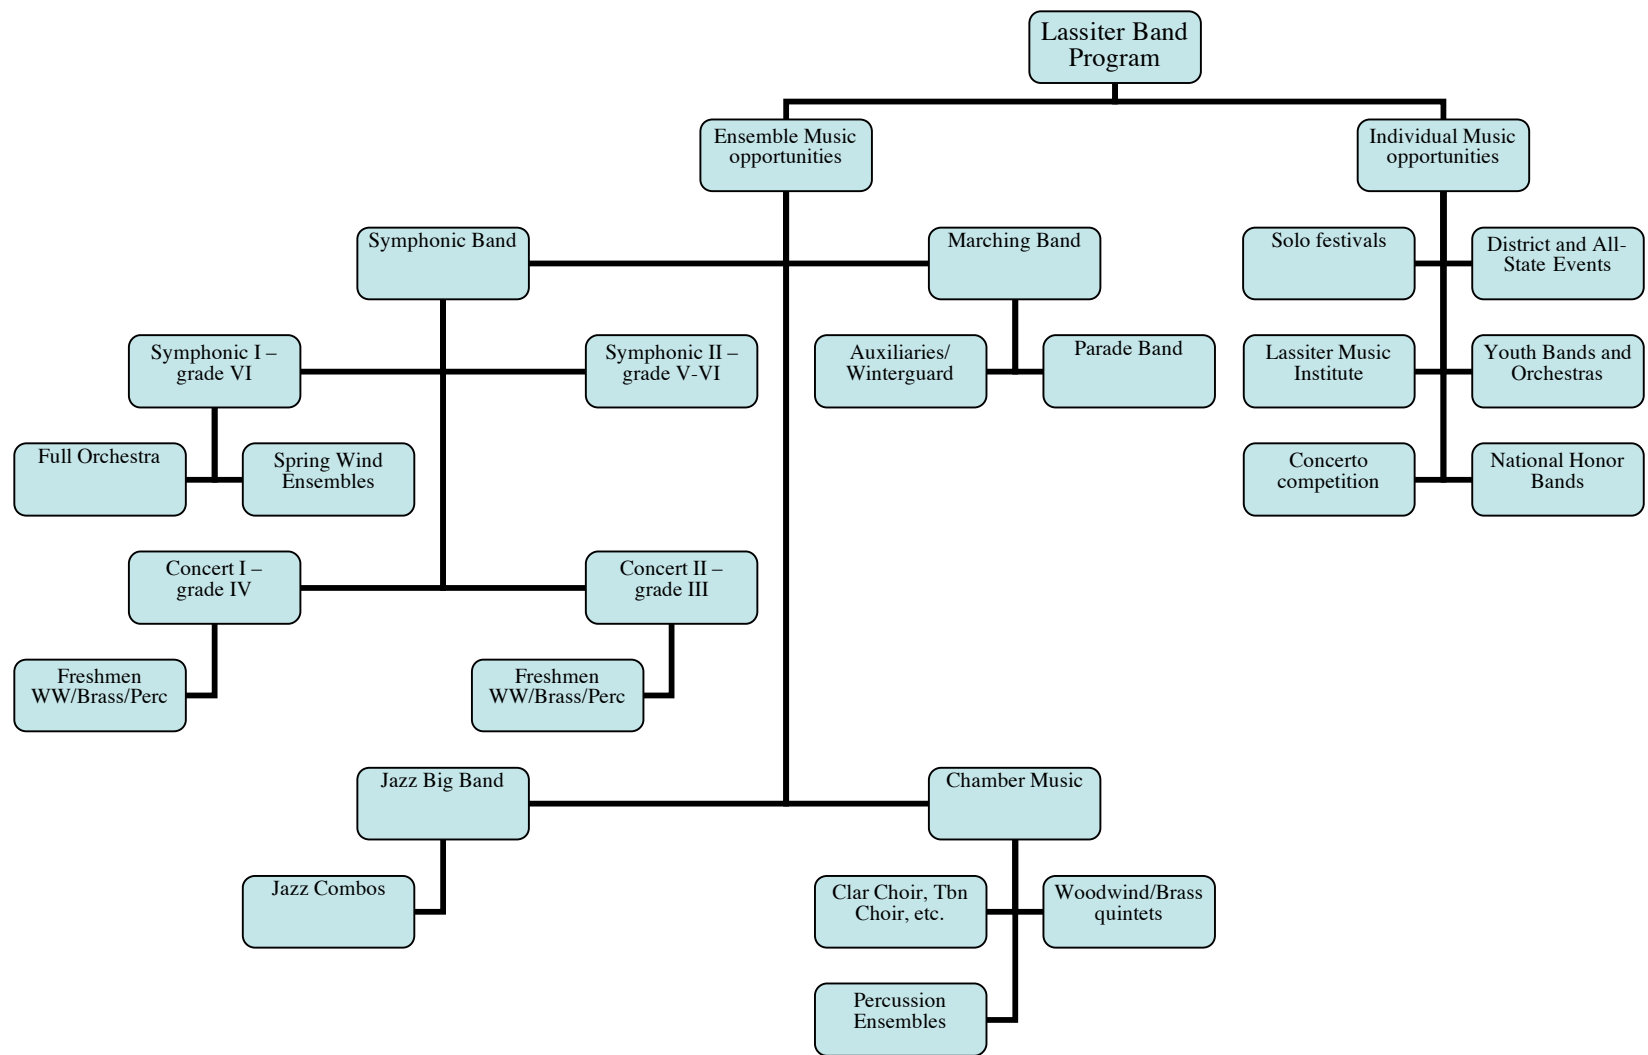 Lassiter Band
Program
Ensemble Music
opportunities
Individual Music
opportunities
Symphonic Band
Marching Band
Solo festivals
District and All-
State Events
Symphonic I –
grade VI
Symphonic II –
grade V-VI
Auxiliaries/
Winterguard
Parade Band
Lassiter Music
Institute
Youth Bands and
Orchestras
Full Orchestra
Spring Wind
Ensembles
Concerto
competition
National Honor
Bands
Concert I –
grade IV
Concert II –
grade III
Freshmen
WW/Brass/Perc
Freshmen
WW/Brass/Perc
Jazz Big Band
Chamber Music
Jazz Combos
Clar Choir, Tbn
Choir, etc.
Woodwind/Brass
quintets
Percussion
Ensembles